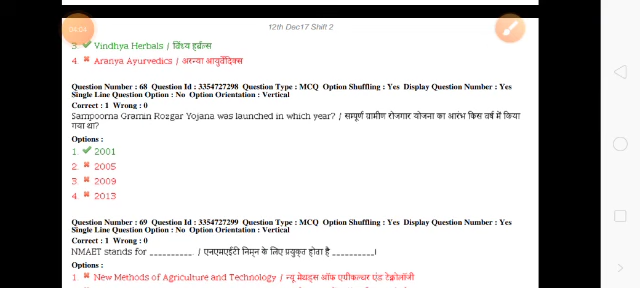 12th Dec17 Shift 2
04:04
3. Vindhya Herbals / विंध्य हर्बल्स
4. Aranya Ayurvedics / अरन्या आयुर्वेदिक्स
Question Number : 68 Question Id : 3354727298 Question Type : MCQ Option Shuffling : Yes Display Question Number : Yes
Single Line Question Option : No Option Orientation : Vertical
Correct : 1 Wrong : 0
Sampoorna Gramin Rozgar Yojana was launched in which year? / सम्पूर्ण ग्रामीण रोजगार योजना का आरंभ किस वर्ष में किया
गया था?
Options :
1. 2001
2. 2005
3. 2009
4. 2013
Question Number : 69 Question Id : 3354727299 Question Type : MCQ Option Shuffling : Yes Display Question Number : Yes
Single Line Question Option : No Option Orientation : Vertical
Correct : 1 Wrong : 0
NMAET stands for __________. / एनएमएईटी निम्न के लिए प्रयुक्त होता है __________।
Options :
1. New Methods of Agriculture and Technology / न्यू मेथड्स ऑफ एग्रीकल्चर एंड टेक्नोलॉजी